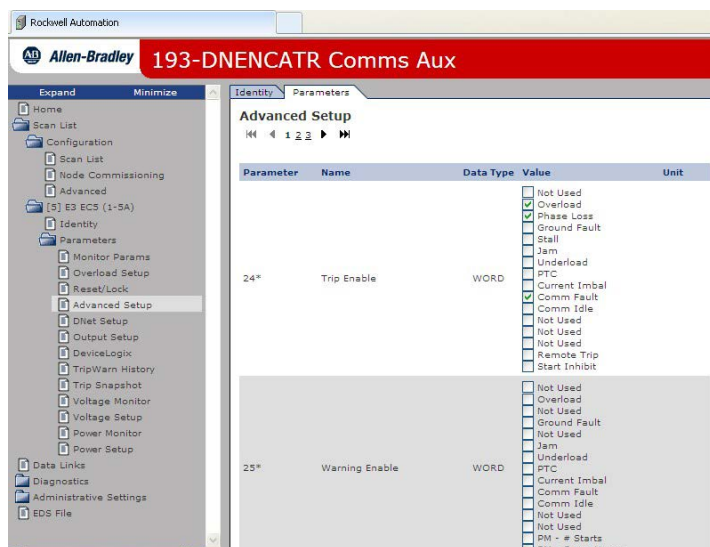 Rockwell Automation
AB Allen-Bradley 193-DNENCATR Comms Aux
Expand Minimize
Home
Scan List
Configuration
Scan List
Node Commissioning
Advanced
[5] E3 EC5 (1-5A)
Identity
Parameters
Monitor Params
Overload Setup
Reset/Lock
Advanced Setup
DNet Setup
Output Setup
DeviceLogix
TripWarn History
Trip Snapshot
Voltage Monitor
Voltage Setup
Power Monitor
Power Setup
Data Links
Diagnostics
Administrative Settings
EDS File
Identity Parameters
Advanced Setup
1 2 3
Parameter Name Data Type Value Unit
24* Trip Enable WORD
Not Used
Overload
Phase Loss
Ground Fault
Stall
Jam
Underload
PTC
Current Imbal
Comm Fault
Comm Idle
Not Used
Not Used
Not Used
Remote Trip
Start Inhibit
25* Warning Enable WORD
Not Used
Overload
Not Used
Ground Fault
Not Used
Jam
Underload
PTC
Current Imbal
Comm Fault
Comm Idle
Not Used
Not Used
PM - # Starts